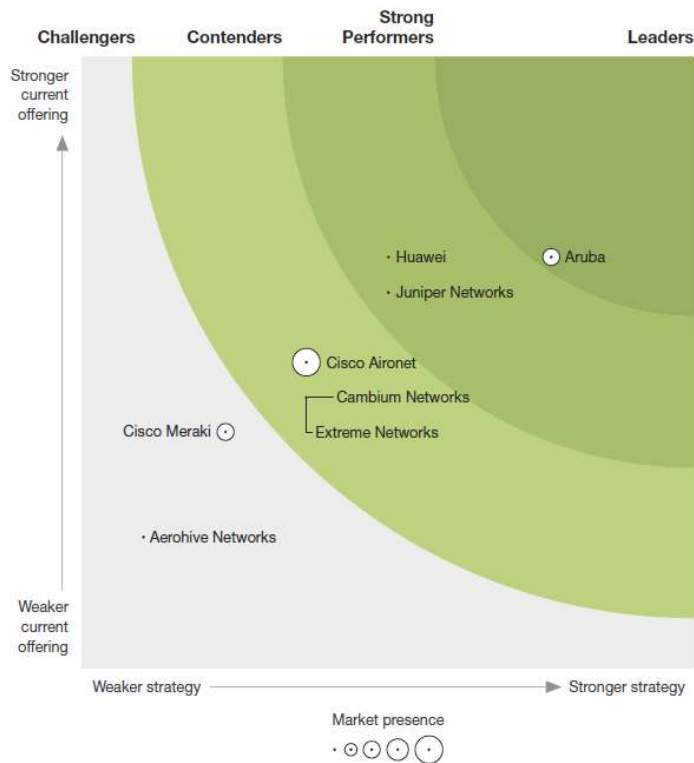 Strong
Challengers Contenders Performers Leaders
Stronger
current
offering
Huawei
Aruba
Juniper Networks
Cisco Aironet
Cambium Networks
Cisco Meraki
Extreme Networks
Aerohive Networks
Weaker
current
offering
Weaker strategy
Stronger strategy
Market presence